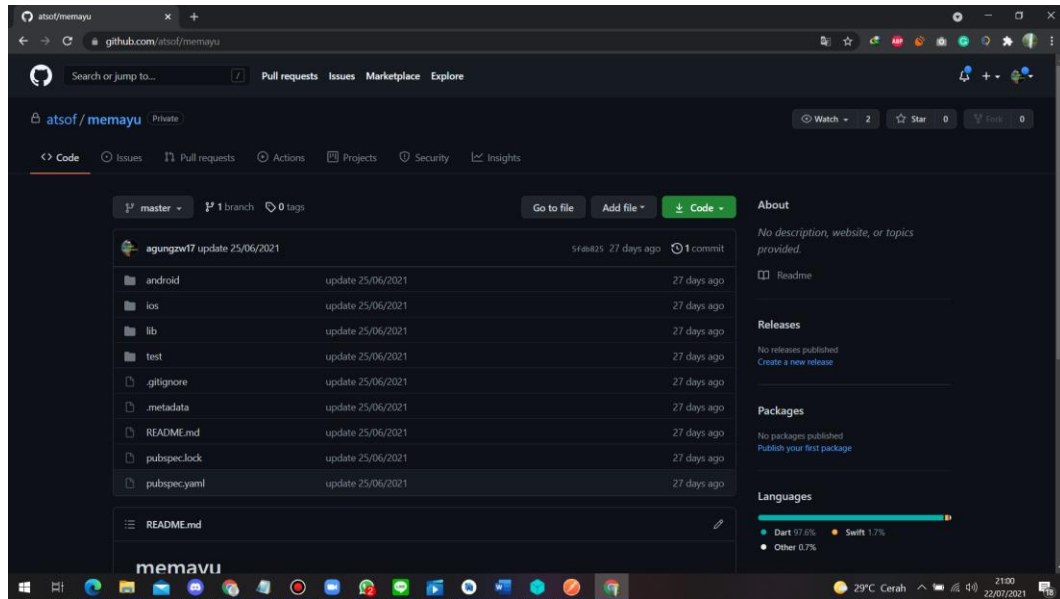 atsof/memayu
github.com/atsof/memayu
Search or jump to... / Pull requests Issues Marketplace Explore
atsof / memayu Private
Watch 2 Star 0 Fork 0
Code Issues Pull requests Actions Projects Security Insights
master 1 branch 0 tags Go to file Add file Code
agungzw17 update 25/06/2021 27 days ago 1 commit
android update 25/06/2021 27 days ago
ios update 25/06/2021 27 days ago
lib update 25/06/2021 27 days ago
test update 25/06/2021 27 days ago
.gitignore update 25/06/2021 27 days ago
.metadata update 25/06/2021 27 days ago
README.md update 25/06/2021 27 days ago
pubspec.lock update 25/06/2021 27 days ago
pubspec.yaml update 25/06/2021 27 days ago
README.md
memayu
About
No description, website, or topics
provided.
Readme
Releases
No releases published
Create a new release
Packages
No packages published
Publish your first package
Languages
Dart 97.6% Swift 1.7%
Other 0.7%
29°C Cerah
21:00
22/07/2021